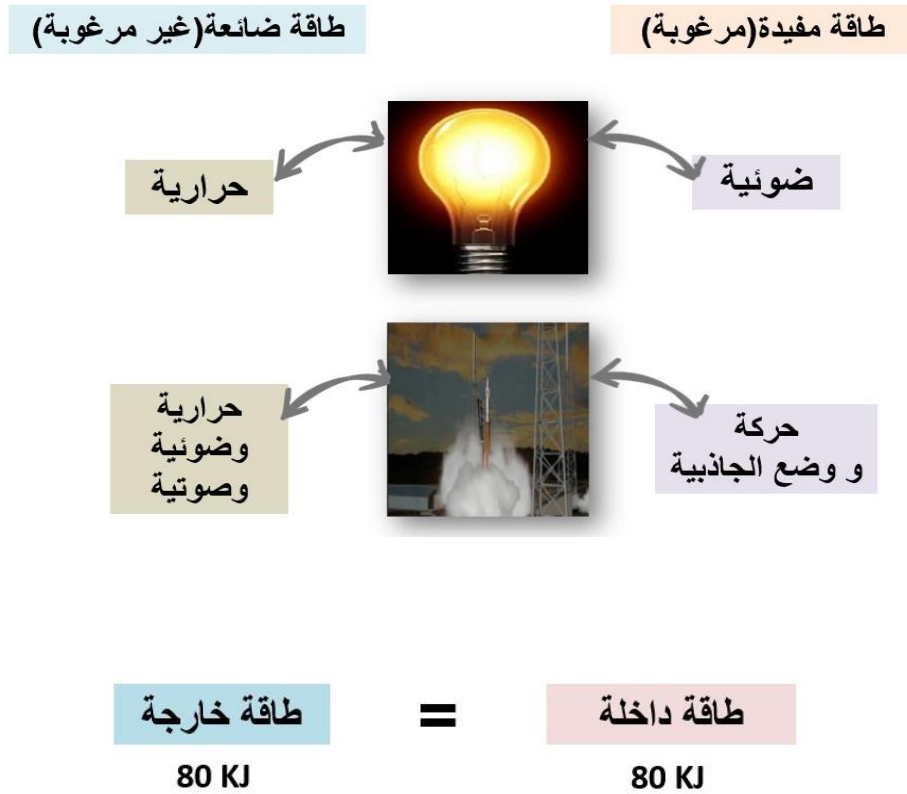 طاقة مفيدة(مرغوبة)
طاقة ضائعة(غير مرغوبة)
ضوئية
حرارية
حركة
و وضع الجاذبية
حرارية
وضوئية
وصوتية
طاقة داخلة = طاقة خارجة
80 KJ
80 KJ